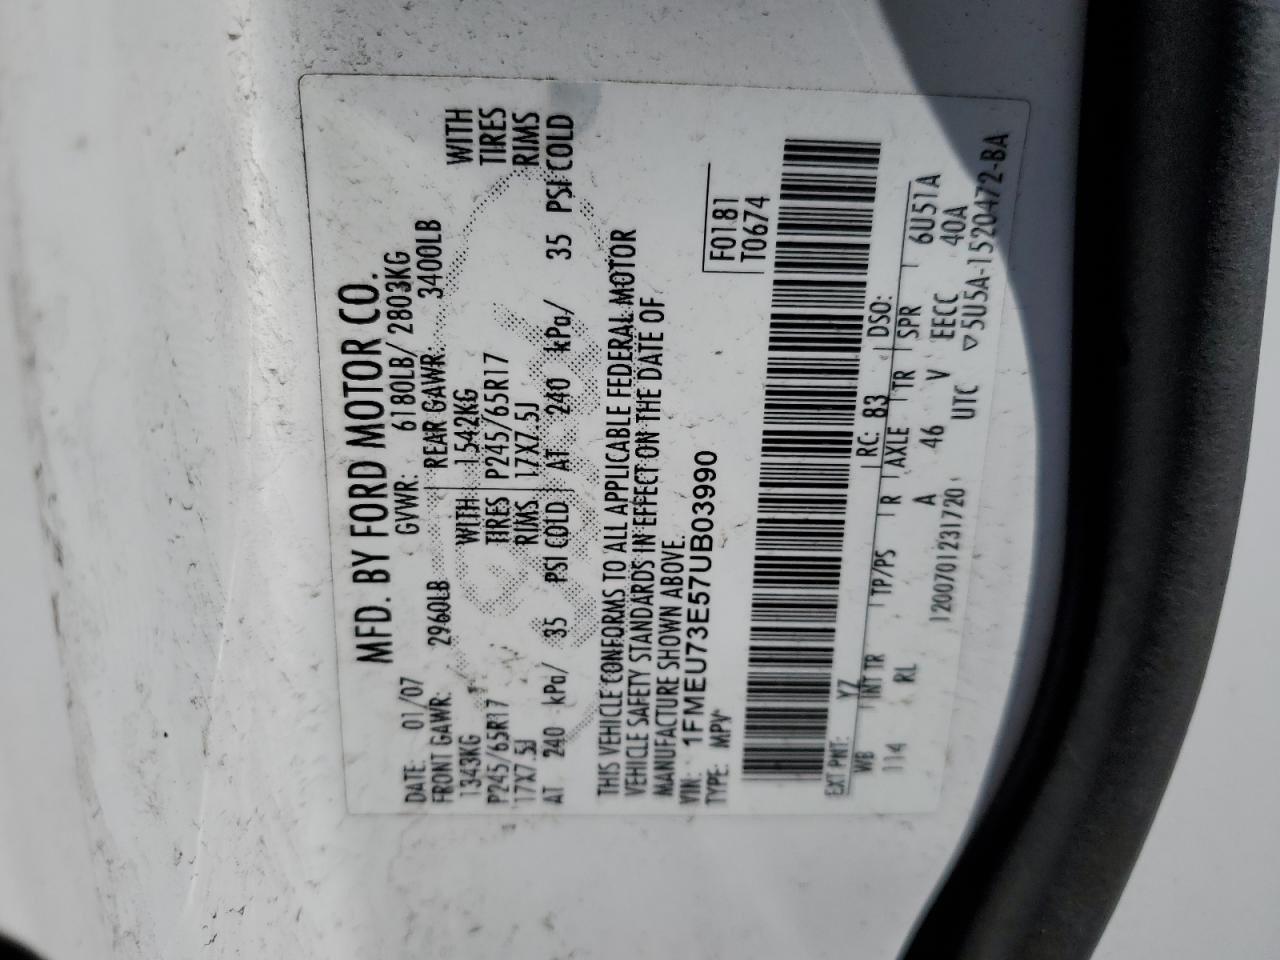 MFD. BY FORD MOTOR CO.
DATE: 01/07 GVWR: 6180LB/ 2803KG
FRONT GAWR: 2960LB REAR GAWR: 3400LB
1343KG WITH 1542KG WITH
P245/65R17 TIRES P245/65R17 TIRES
17X7.5J RIMS 17X7.5J RIMS
AT 240 kPa/ 35 PSI COLD AT 240 kPa/ 35 PSI COLD
THIS VEHICLE CONFORMS TO ALL APPLICABLE FEDERAL MOTOR
VEHICLE SAFETY STANDARDS IN EFFECT ON THE DATE OF
MANUFACTURE SHOWN ABOVE.
VIN: 1FMEU73E57UB03990
TYPE: MPV
F0181
T0674
EXT PNT: YZ RC: 83 DSO:
WB INT TR TP/PS R AXLE TR SPR
114 RL A 46 V 6U51A
EECC 40A
12007012317201 UTC ▽5U5A-1520472-BA